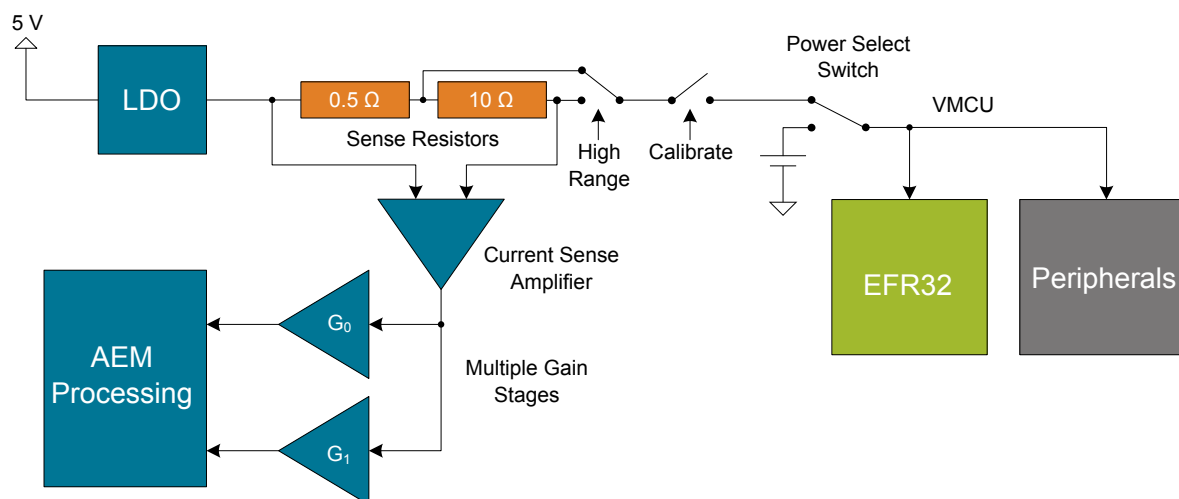 5 V
LDO
0.5 Ω
10 Ω
Sense Resistors
High
Range
Calibrate
Power Select
Switch
VMCU
Current Sense
Amplifier
EFR32
Peripherals
AEM
Processing
G₀
Multiple Gain
Stages
G₁